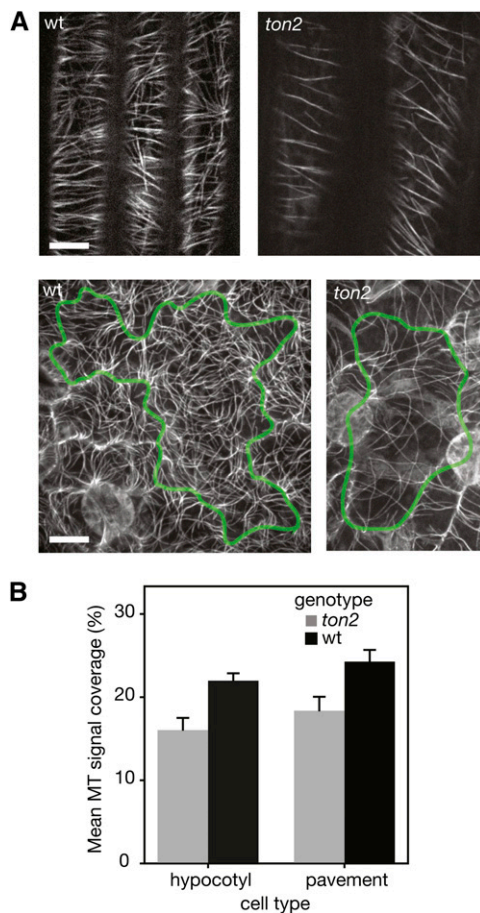 A
wt
ton2
wt
ton2
B
Mean MT signal coverage (%)
30
20
10
0
genotype
ton2
wt
hypocotyl
pavement
cell type